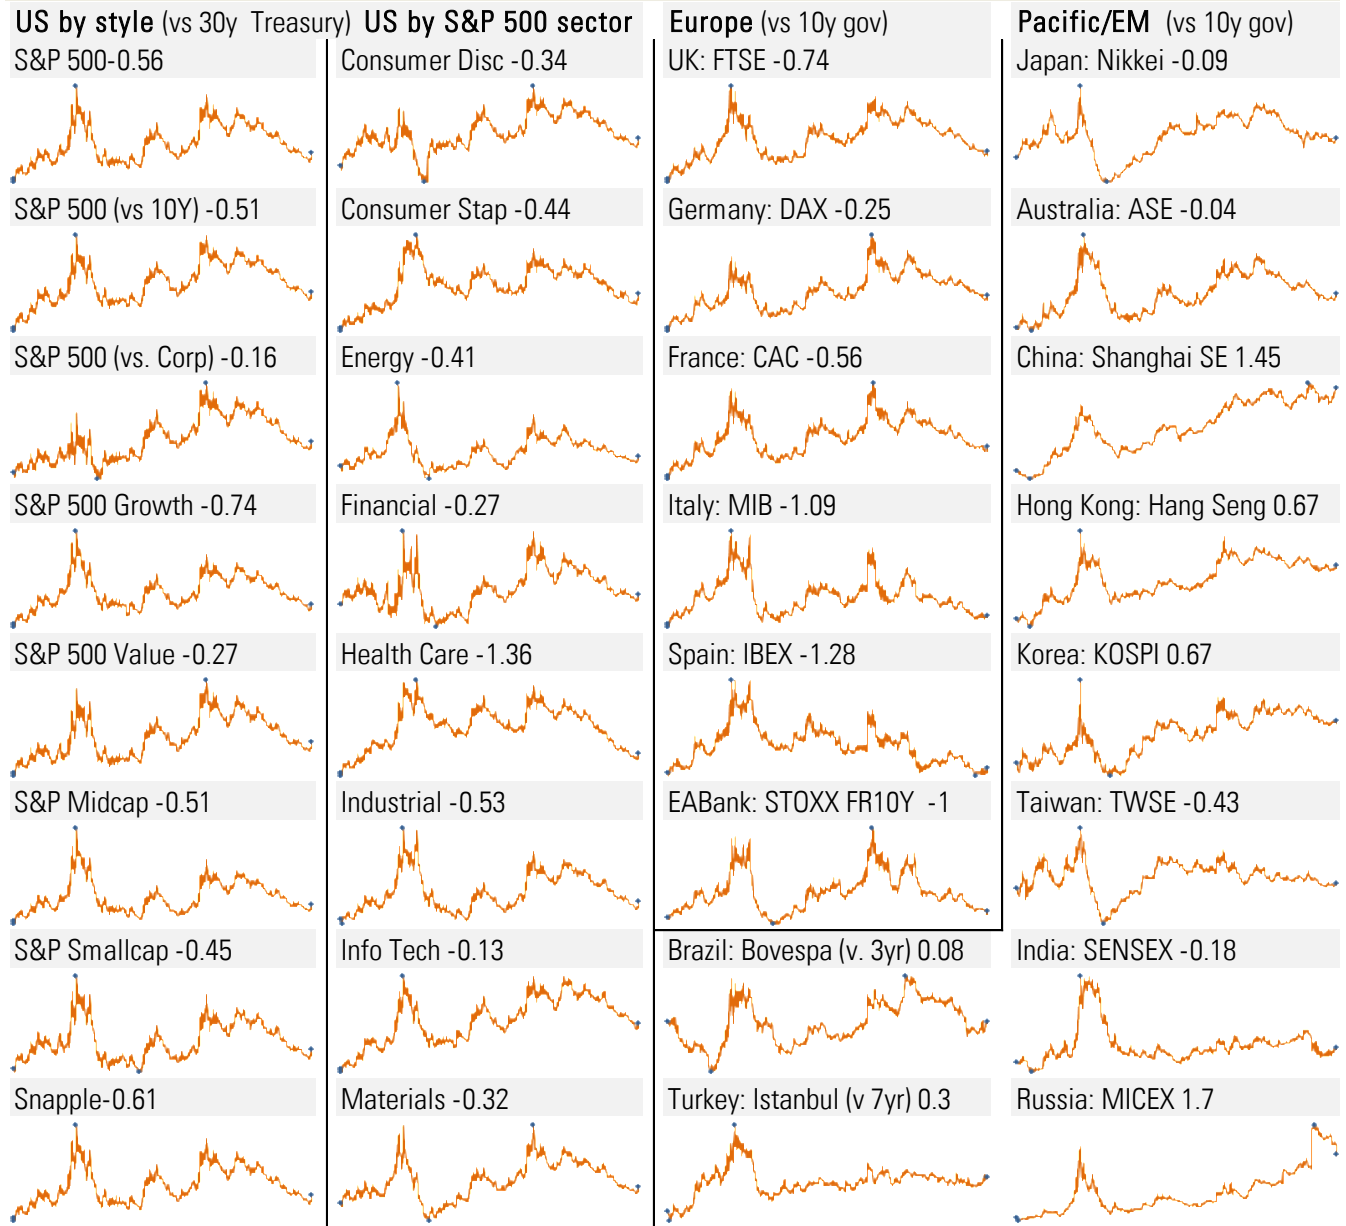 US by style (vs 30y Treasury)
S&P 500-0.56
S&P 500 (vs 10Y) -0.51
S&P 500 (vs. Corp) -0.16
S&P 500 Growth -0.74
S&P 500 Value -0.27
S&P Midcap -0.51
S&P Smallcap -0.45
Snapple-0.61
US by S&P 500 sector
Consumer Disc -0.34
Consumer Stap -0.44
Energy -0.41
Financial -0.27
Health Care -1.36
Industrial -0.53
Info Tech -0.13
Materials -0.32
Europe (vs 10y gov)
UK: FTSE -0.74
Germany: DAX -0.25
France: CAC -0.56
Italy: MIB -1.09
Spain: IBEX -1.28
EABank: STOXX FR10Y -1
Brazil: Bovespa (v. 3yr) 0.08
Turkey: Istanbul (v 7yr) 0.3
Pacific/EM (vs 10y gov)
Japan: Nikkei -0.09
Australia: ASE -0.04
China: Shanghai SE 1.45
Hong Kong: Hang Seng 0.67
Korea: KOSPI 0.67
Taiwan: TWSE -0.43
India: SENSEX -0.18
Russia: MICEX 1.7